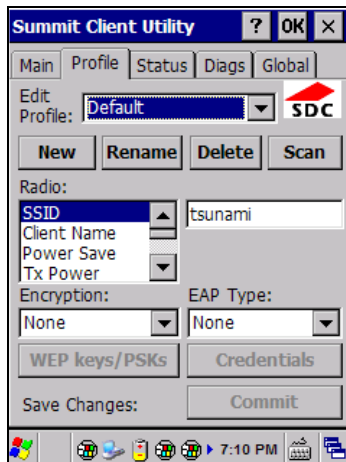 Summit Client Utility ? OK ×
Main Profile Status Diags Global
Edit
Profile: Default
SDC
New Rename Delete Scan
Radio:
SSID tsunami
Client Name
Power Save
Tx Power
Encryption: EAP Type:
None None
WEP keys/PSKs Credentials
Save Changes: Commit
7:10 PM